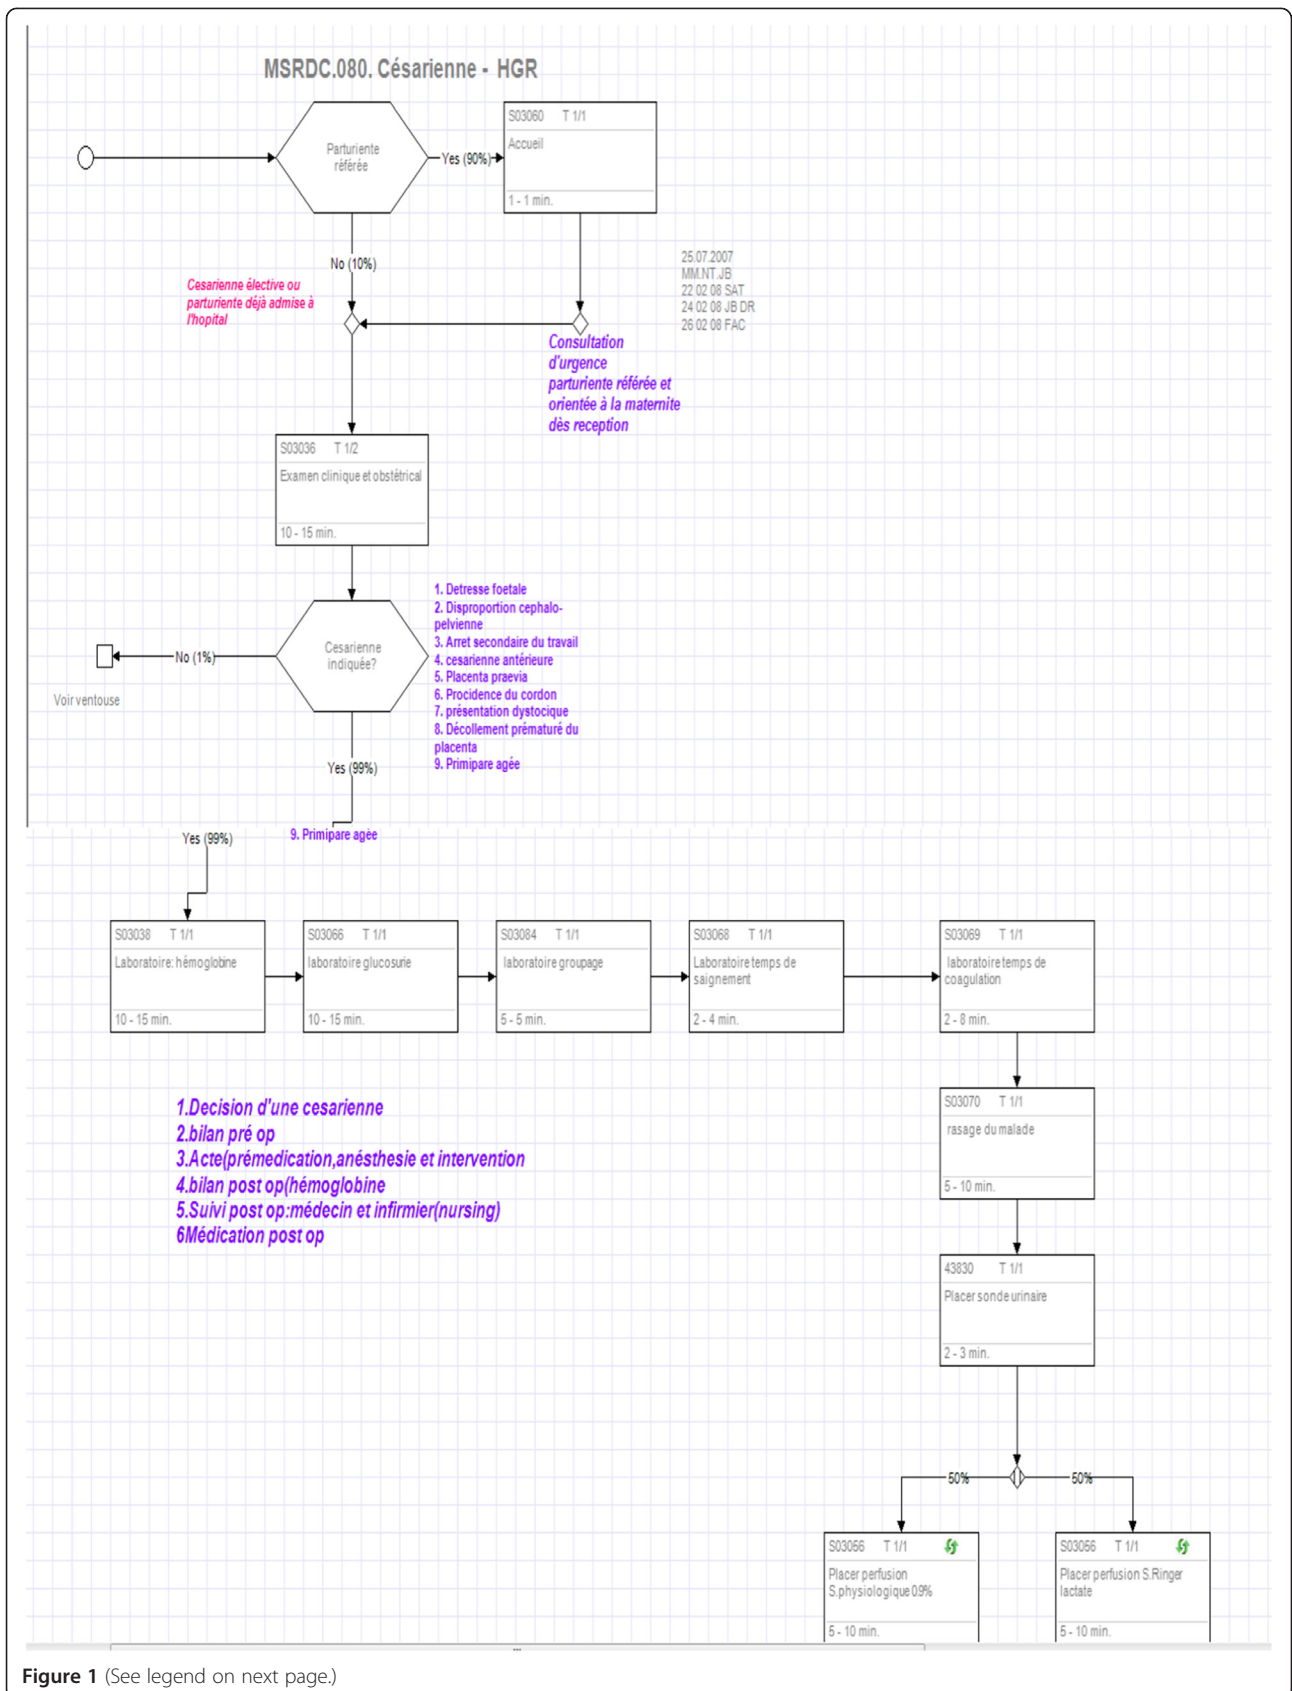 MSRDC.080. Césarienne - HGR
Parturiente
référée
Yes (90%)
S03060 T 1/1
Accueil
1 - 1 min.
No (10%)
Cesarienne élective ou
parturiente déjà admise à
l'hopital
25.07.2007
MM.NT.JB
22 02 08 SAT
24 02 08 JB DR
26 02 08 FAC
Consultation
d'urgence
parturiente référée et
orientée à la maternite
dès reception
S03036 T 1/2
Examen clinique et obstétrical
10 - 15 min.
Cesarienne
indiquée?
No (1%)
Voir ventouse
1. Detresse foetale
2. Disproportion cephalo-
pelvienne
3. Arret secondaire du travail
4. cesarienne antérieure
5. Placenta praevia
6. Procidence du cordon
7. présentation dystocique
8. Décollement prématuré du
placenta
9. Primipare agée
Yes (99%)
Yes (99%)
9. Primipare agée
S03038 T 1/1
Laboratoire: hémoglobine
10 - 15 min.
S03066 T 1/1
laboratoire glucosurie
10 - 15 min.
S03084 T 1/1
laboratoire groupage
5 - 5 min.
S03068 T 1/1
Laboratoire temps de
saignement
2 - 4 min.
S03069 T 1/1
laboratoire temps de
coagulation
2 - 8 min.
1.Decision d'une cesarienne
2.bilan pré op
3.Acte(prémedication,anésthesie et intervention
4.bilan post op(hémoglobine
5.Suivi post op:médecin et infirmier(nursing)
6Médication post op
S03070 T 1/1
rasage du malade
5 - 10 min.
43830 T 1/1
Placer sonde urinaire
2 - 3 min.
50%
50%
S03056 T 1/1
Placer perfusion
S.physiologique 0.9%
5 - 10 min.
S03056 T 1/1
Placer perfusion S.Ringer
lactate
5 - 10 min.
Figure 1 (See legend on next page.)